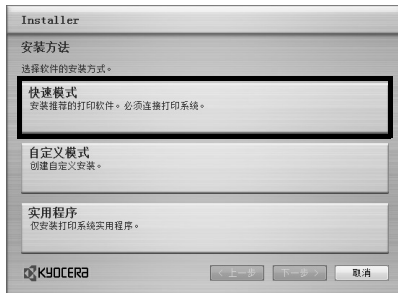 Installer
安装方法
选择软件的安装方式。
快速模式
安装推荐的打印软件。必须连接打印系统。
自定义模式
创建自定义安装。
实用程序
仅安装打印系统实用程序。
KYOCERA
< 上一步
下一步 >
取消